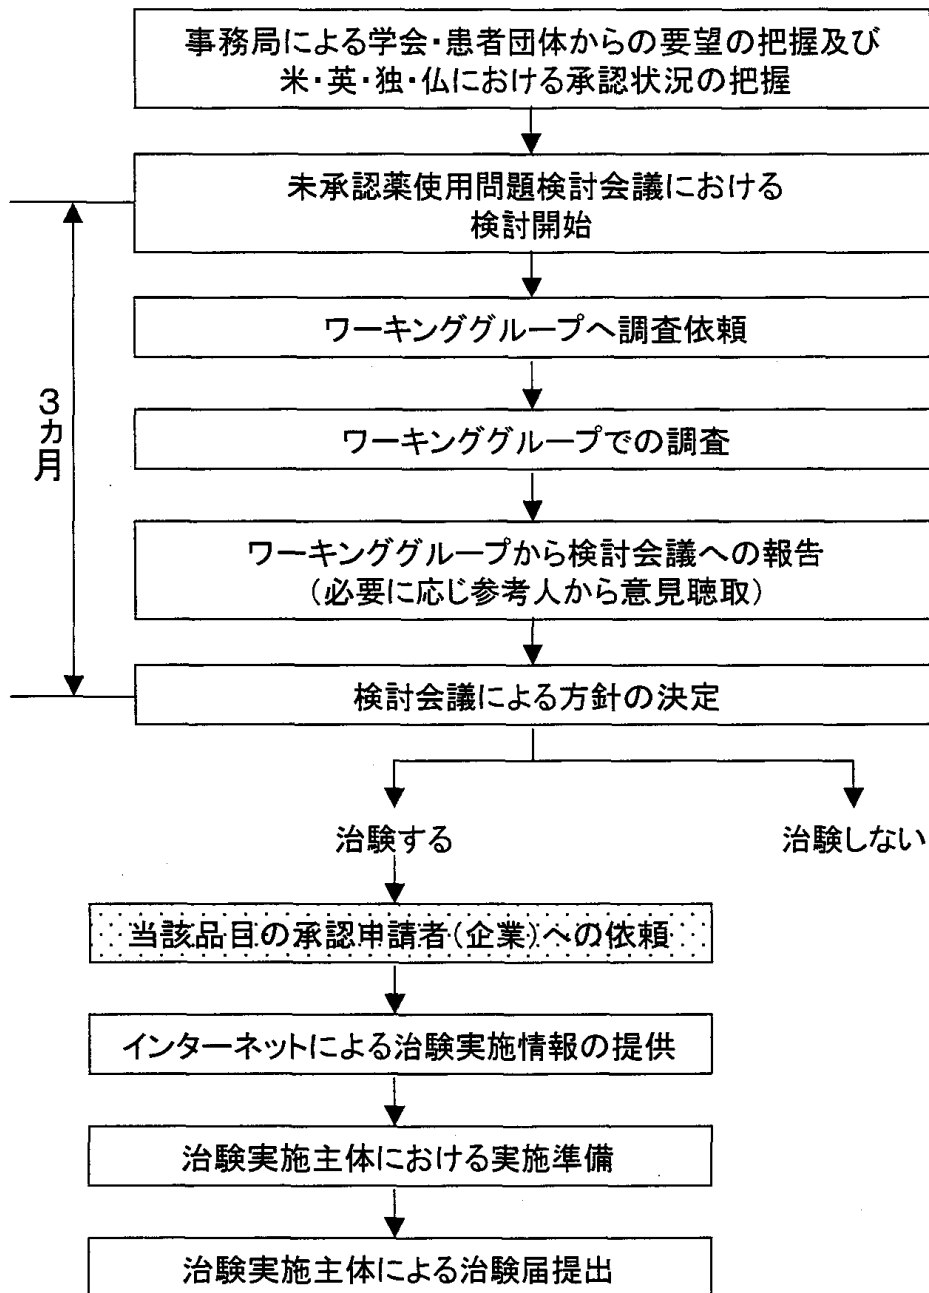 事務局による学会・患者団体からの要望の把握及び
米・英・独・仏における承認状況の把握
未承認薬使用問題検討会議における
検討開始
ワーキンググループへ調査依頼
3カ月
ワーキンググループでの調査
ワーキンググループから検討会議への報告
(必要に応じ参考人から意見聴取)
検討会議による方針の決定
治験する
治験しない
当該品目の承認申請者(企業)への依頼
インターネットによる治験実施情報の提供
治験実施主体における実施準備
治験実施主体による治験届提出